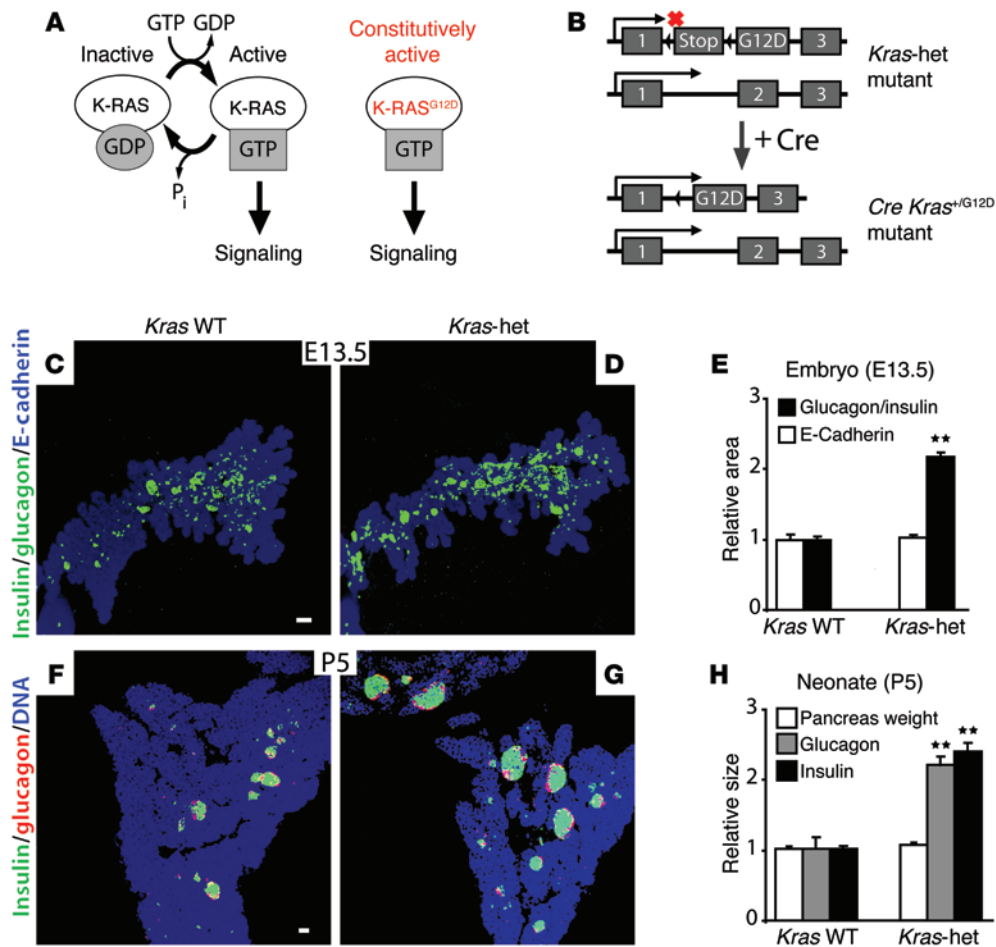 A
GTP GDP
Inactive Active
K-RAS K-RAS
GDP GTP
Pi
Signaling
Constitutively
active
K-RASG12D
GTP
Signaling
B
1 Stop G12D 3
1 2 3
Kras-het
mutant
+ Cre
1 G12D 3
1 2 3
Cre Kras+/G12D
mutant
Kras WT Kras-het
Insulin/glucagon/E-cadherin
C E13.5 D
E Embryo (E13.5)
Relative area
3
2
1
0
Glucagon/insulin
E-Cadherin
★★
Kras WT Kras-het
Insulin/glucagon/DNA
F P5 G
H Neonate (P5)
Relative size
3
2
1
0
Pancreas weight
Glucagon
Insulin
★★ ★★
Kras WT Kras-het